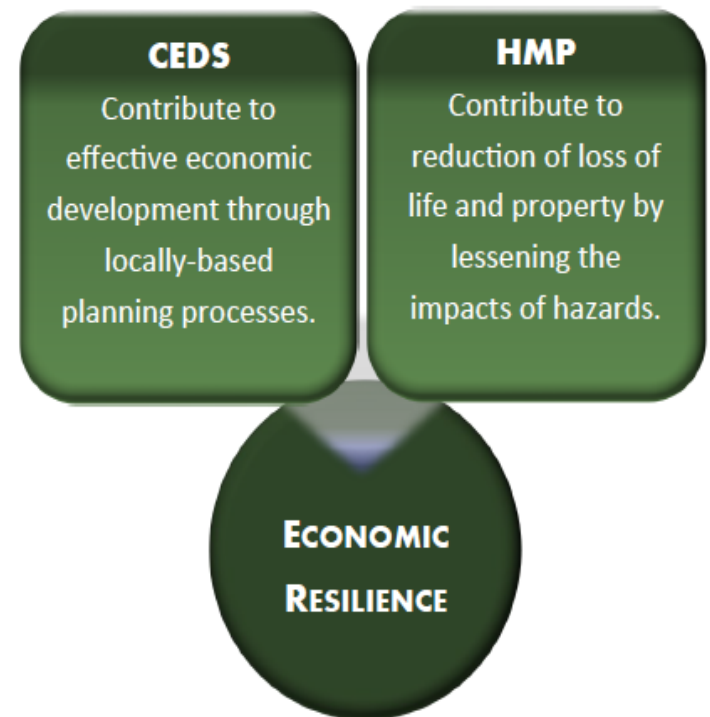 CEDS
Contribute to
effective economic
development through
locally-based
planning processes.
HMP
Contribute to
reduction of loss of
life and property by
lessening the
impacts of hazards.
ECONOMIC
RESILIENCE